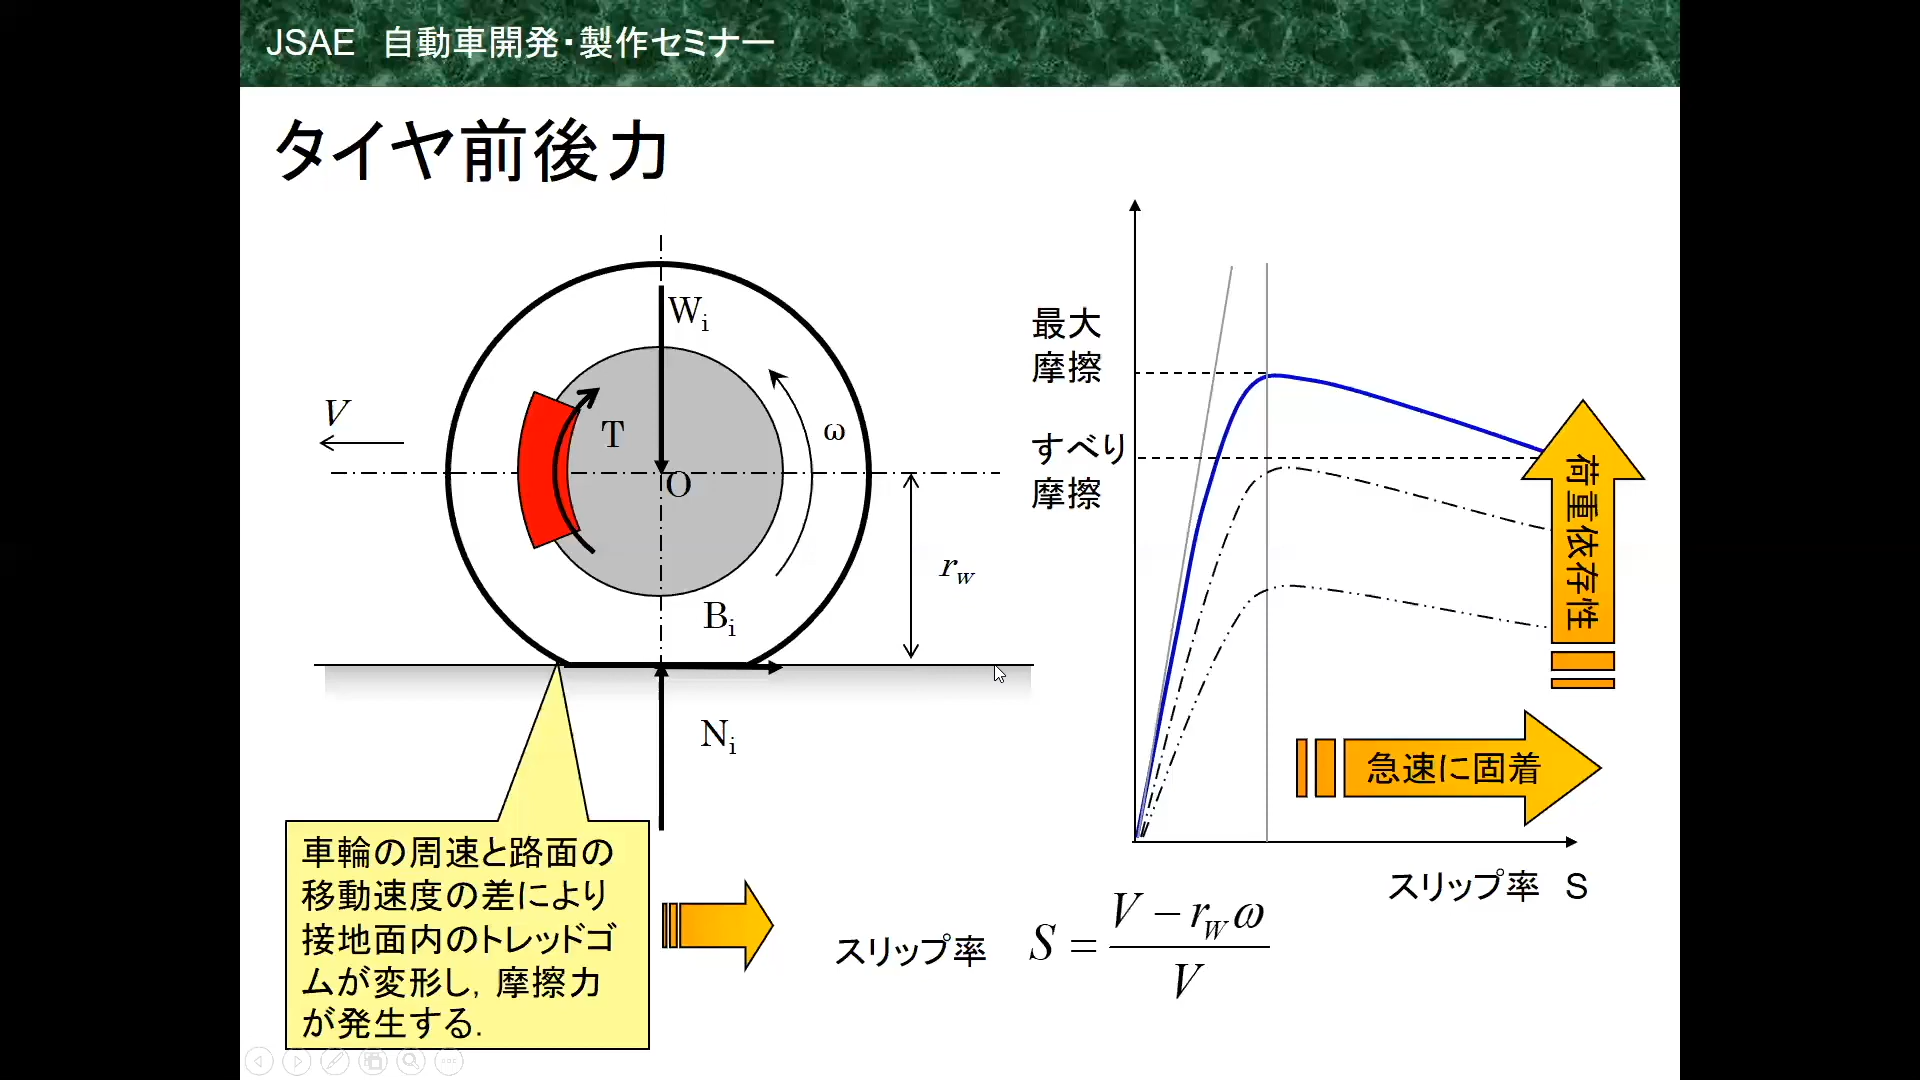 JSAE 自動車開発・製作セミナー
タイヤ前後力
V
Wi
T
ω
O
rw
Bi
Ni
最大
摩擦
すべり
摩擦
荷重依存性
急速に固着
スリップ率 S
車輪の周速と路面の
移動速度の差により
接地面内のトレッドゴ
ムが変形し，摩擦力
が発生する．
スリップ率 S = (V − rWω) / V